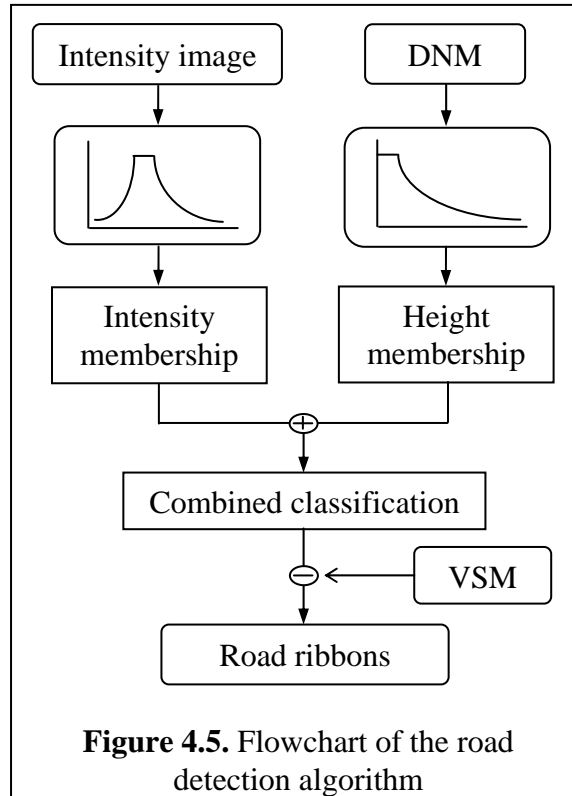 Intensity image
DNM
Intensity
membership
Height
membership
+
Combined classification
−
VSM
Road ribbons
Figure 4.5. Flowchart of the road
detection algorithm